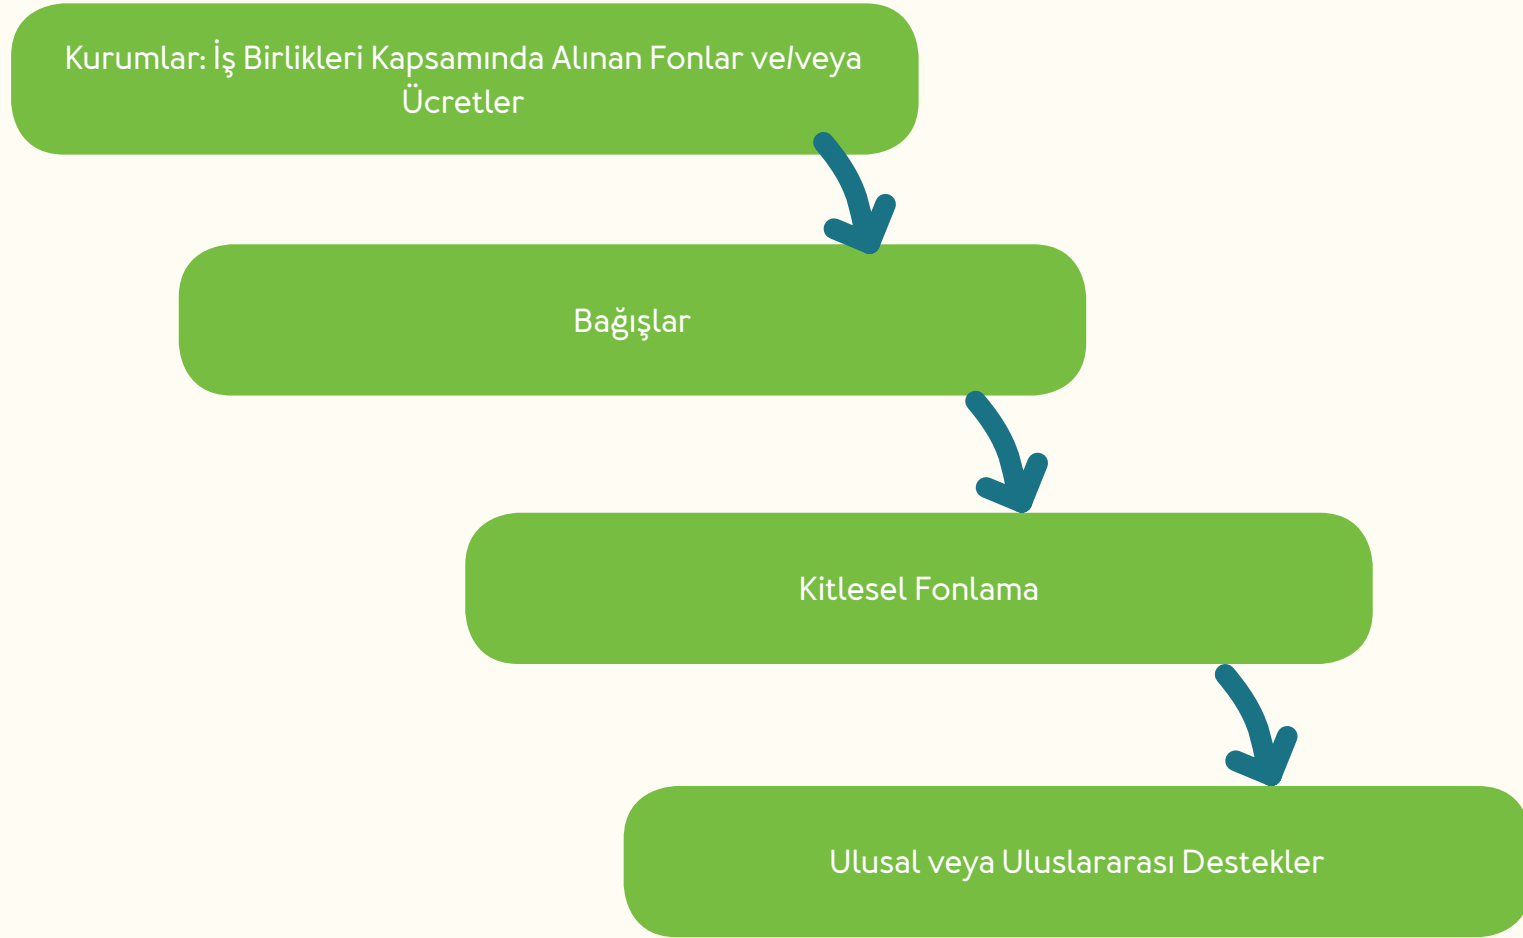 Kurumlar: İş Birlikleri Kapsamında Alınan Fonlar ve/veya
Ücretler
Bağışlar
Kitlesel Fonlama
Ulusal veya Uluslararası Destekler